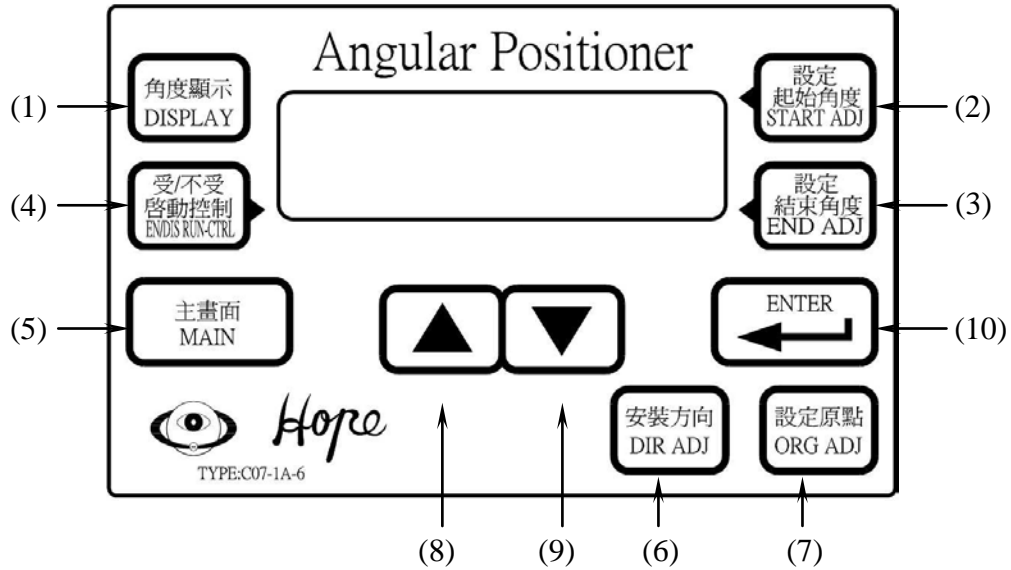 Angular Positioner
(1)
角度顯示
DISPLAY
設定
起始角度
START ADJ
(2)
(4)
受/不受
啓動控制
EN/DIS RUN-CTRL
設定
結束角度
END ADJ
(3)
(5)
主畫面
MAIN
ENTER
(10)
Hope
TYPE:C07-1A-6
安裝方向
DIR ADJ
設定原點
ORG ADJ
(8)
(9)
(6)
(7)